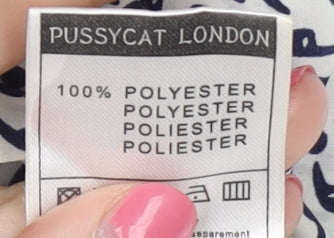 PUSSYCAT LONDON
100% POLYESTER
POLYESTER
POLIESTER
POLIESTER